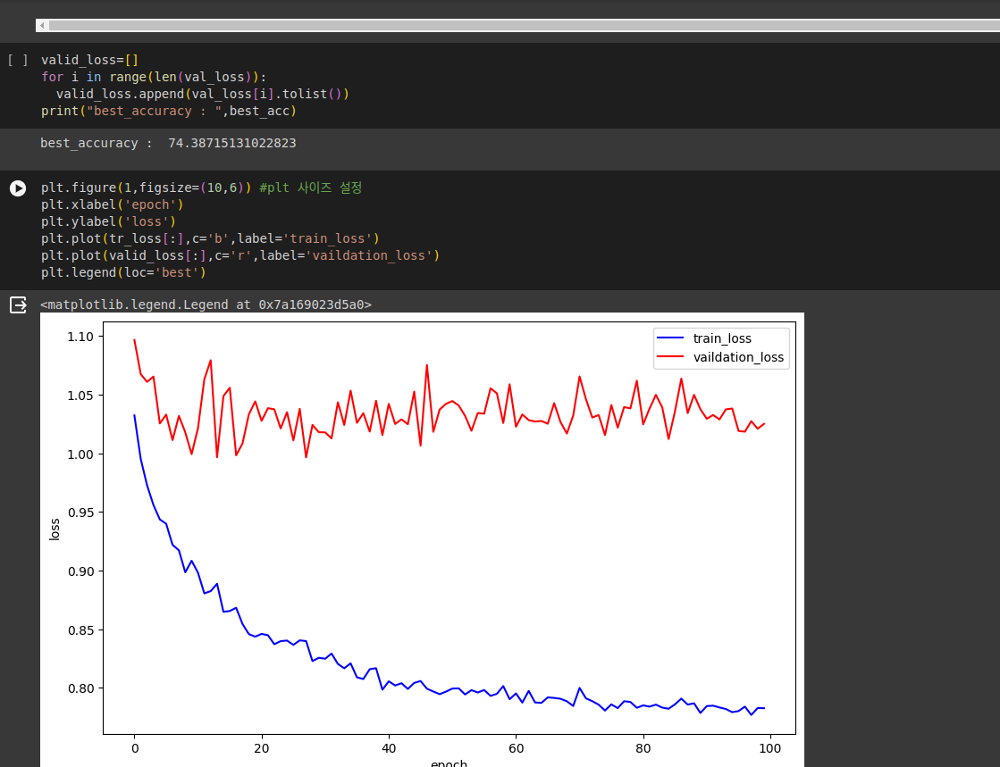 [ ] valid_loss=[]
for i in range(len(val_loss)):
  valid_loss.append(val_loss[i].tolist())
print("best_accuracy : ",best_acc)
best_accuracy :  74.38715131022823
plt.figure(1,figsize=(10,6)) #plt 사이즈 설정
plt.xlabel('epoch')
plt.ylabel('loss')
plt.plot(tr_loss[:],c='b',label='train_loss')
plt.plot(valid_loss[:],c='r',label='vaildation_loss')
plt.legend(loc='best')
<matplotlib.legend.Legend at 0x7a169023d5a0>
train_loss
vaildation_loss
1.10
1.05
1.00
0.95
0.90
0.85
0.80
loss
0 20 40 60 80 100
epoch